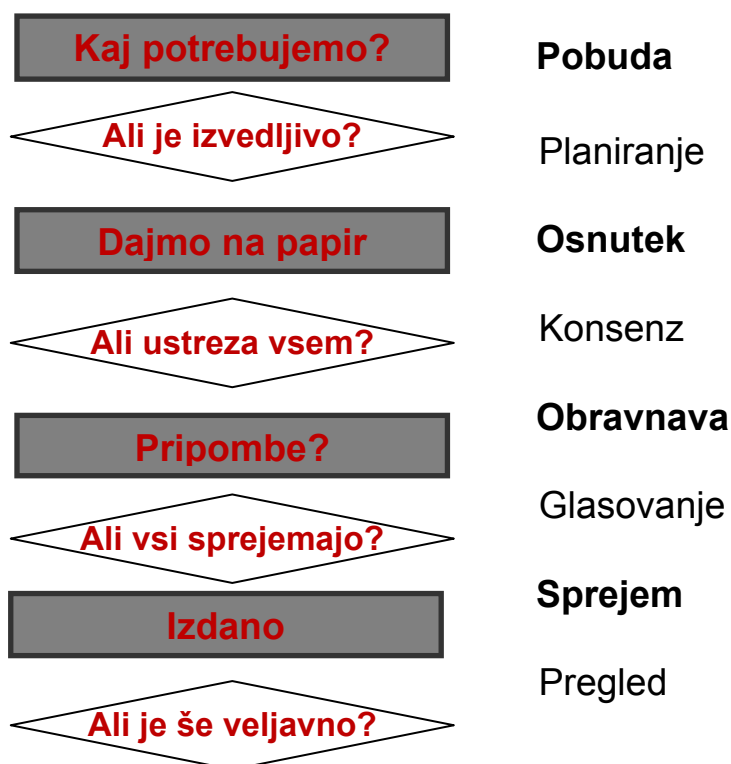 Kaj potrebujemo?
Pobuda
Ali je izvedljivo?
Planiranje
Dajmo na papir
Osnutek
Ali ustreza vsem?
Konsenz
Pripombe?
Obravnava
Ali vsi sprejemajo?
Glasovanje
Izdano
Sprejem
Ali je še veljavno?
Pregled